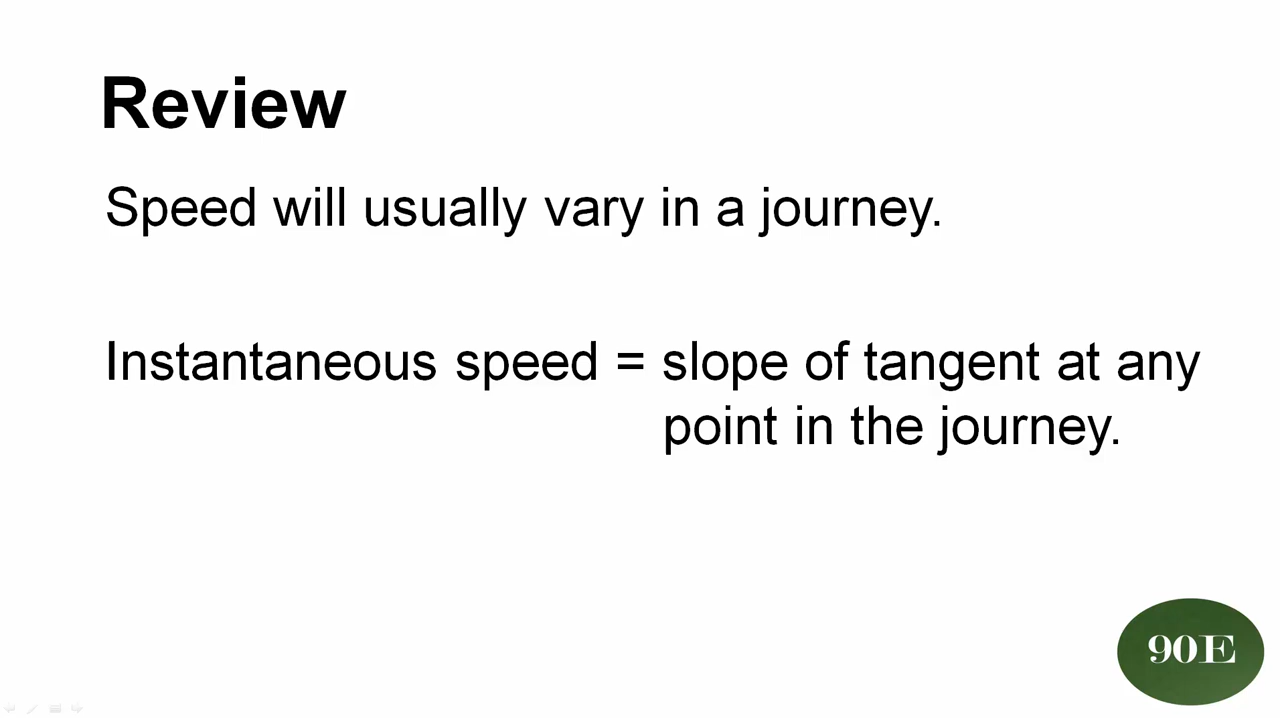 Review
Speed will usually vary in a journey.
Instantaneous speed = slope of tangent at any
point in the journey.
90E